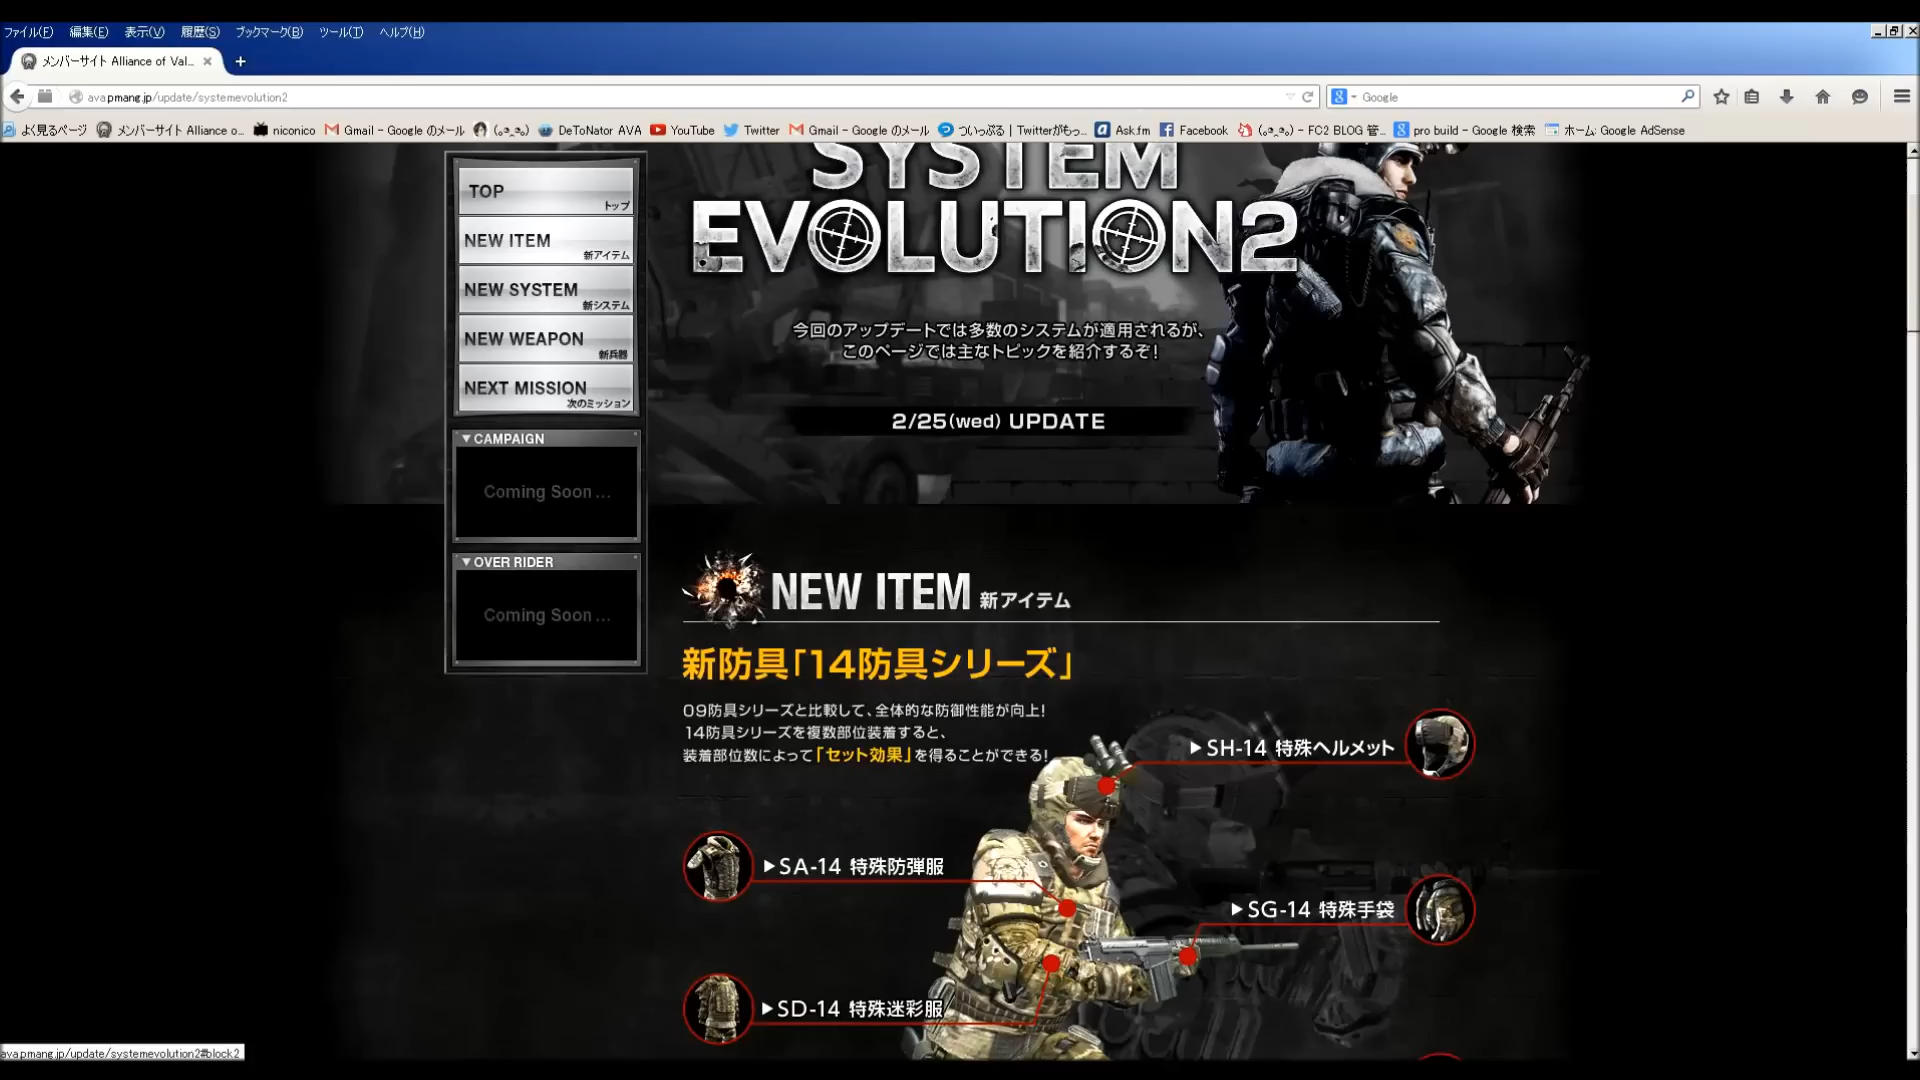 ファイル(F) 編集(E) 表示(V) 履歴(S) ブックマーク(B) ツール(T) ヘルプ(H)
メンバーサイト Alliance of Val...
ava.pmang.jp/update/systemevolution2
Google
よく見るページ メンバーサイト Alliance o... niconico Gmail - Google のメール (｡ɘ_ɘ｡) DeToNator AVA YouTube Twitter Gmail - Google のメール ついっぷる | Twitterがもっ... Ask.fm Facebook (｡ɘ_ɘ｡) - FC2 BLOG 管... pro build - Google 検索 ホーム: Google AdSense
SYSTEM
EVOLUTION2
今回のアップデートでは多数のシステムが適用されるが、
このページでは主なトピックを紹介するぞ!
2/25(wed) UPDATE
TOP
トップ
NEW ITEM
新アイテム
NEW SYSTEM
新システム
NEW WEAPON
新兵器
NEXT MISSION
次のミッション
▼CAMPAIGN
Coming Soon ...
▼OVER RIDER
Coming Soon ...
NEW ITEM 新アイテム
新防具「14防具シリーズ」
09防具シリーズと比較して、全体的な防御性能が向上!
14防具シリーズを複数部位装着すると、
装着部位数によって「セット効果」を得ることができる!
▶SH-14 特殊ヘルメット
▶SA-14 特殊防弾服
▶SG-14 特殊手袋
▶SD-14 特殊迷彩服
ava.pmang.jp/update/systemevolution2#block2